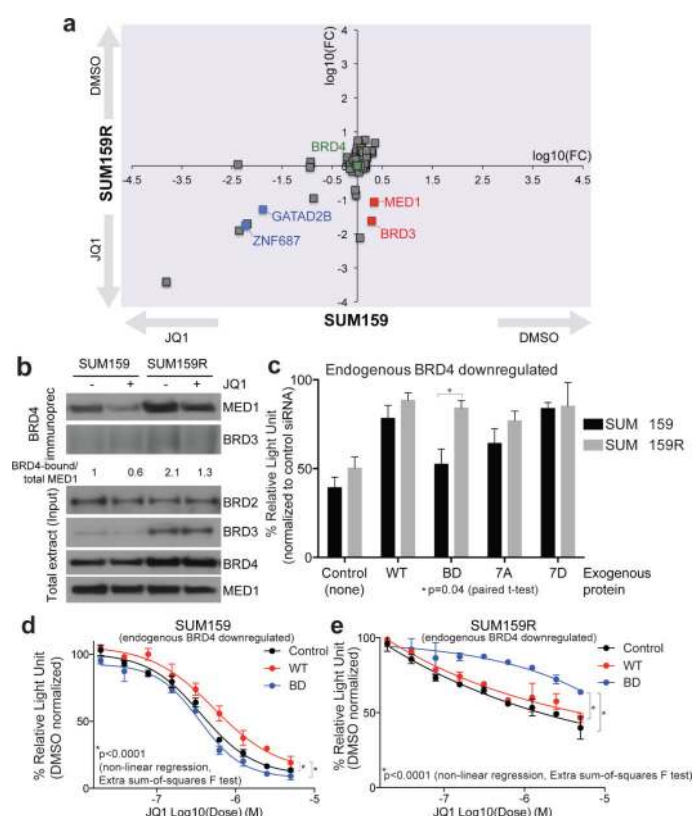 a
DMSO
SUM159R
JQ1
log10(FC)
4
3
2
1
BRD4
log10(FC)
-4.5 -3.5 -2.5 -1.5 -0.5 0.5 1.5 2.5 3.5 4.5
GATAD2B
ZNF687
MED1
BRD3
-1
-2
-3
-4
JQ1
SUM159
DMSO
b
SUM159 SUM159R
- + - + JQ1
BRD4
immunoprec
MED1
BRD3
BRD4-bound/
total MED1
1 0.6 2.1 1.3
Total extract (Input)
BRD2
BRD3
BRD4
MED1
c
Endogenous BRD4 downregulated
% Relative Light Unit
(normalized to control siRNA)
100
50
0
*
SUM 159
SUM 159R
Control
(none)
WT BD 7A 7D
Exogenous
protein
* p=0.04 (paired t-test)
d
SUM159
(endogenous BRD4 downregulated)
% Relative Light Unit
(DMSO normalized)
100
50
0
Control
WT
BD
* p<0.0001
(non-linear regression,
Extra sum-of-squares F test)
* *
-7 -6 -5
JQ1 Log10(Dose) (M)
e
SUM159R
(endogenous BRD4 downregulated)
% Relative Light Unit
(DMSO normalized)
100
50
0
Control
WT
BD
* *
* p<0.0001 (non-linear regression, Extra sum-of-squares F test)
-7 -6 -5
JQ1 Log10(Dose) (M)